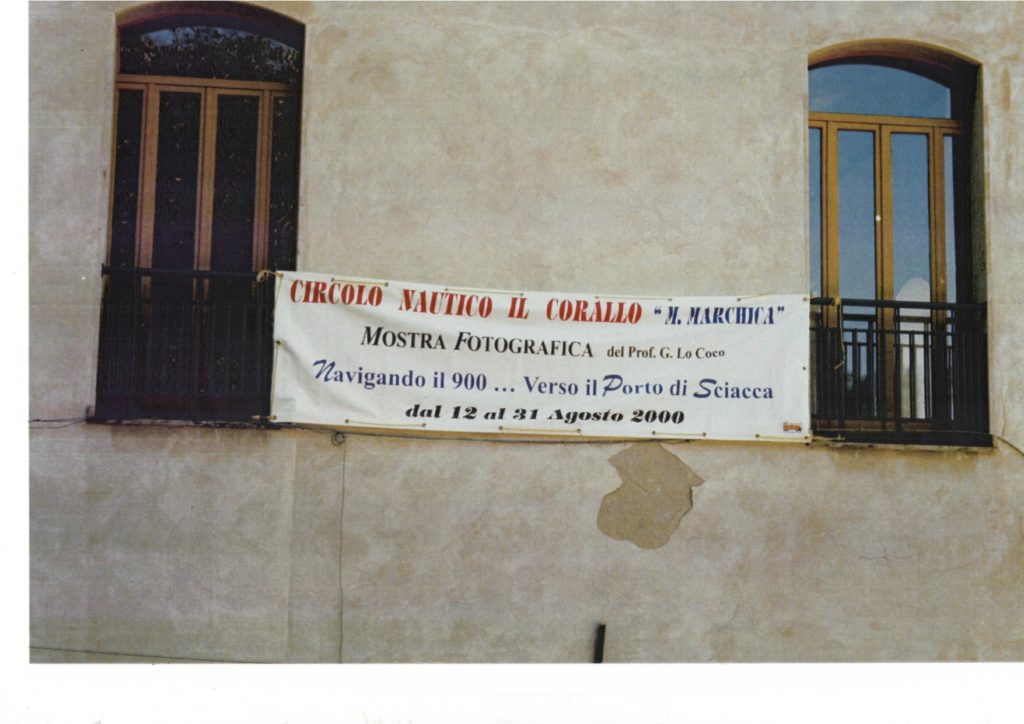 CIRCOLO NAUTICO IL CORALLO "M. MARCHICA"
MOSTRA FOTOGRAFICA del Prof. G. Lo Coco
Navigando il 900 ... Verso il Porto di Sciacca
dal 12 al 31 Agosto 2000